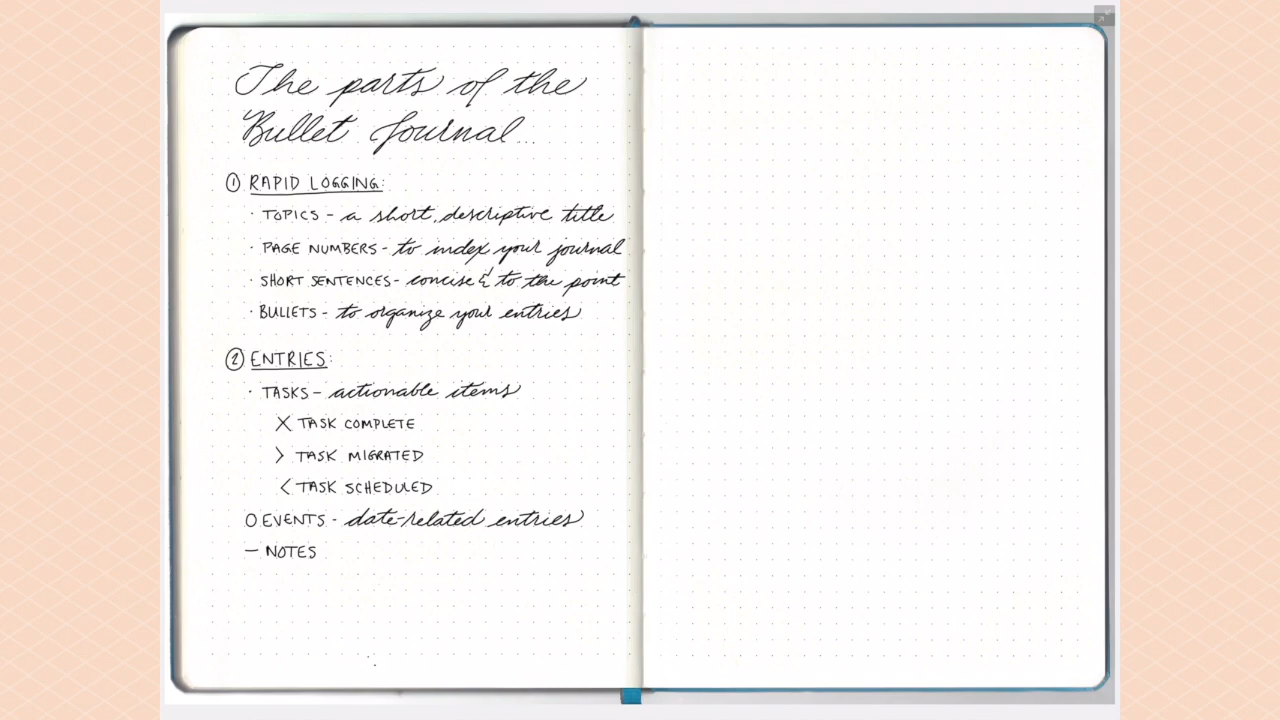 The parts of the
Bullet Journal...
① RAPID LOGGING:
· TOPICS - a short, descriptive title
· PAGE NUMBERS - to index your journal
· SHORT SENTENCES - concise & to the point
· BULLETS - to organize your entries
② ENTRIES:
· TASKS - actionable items
X TASK COMPLETE
> TASK MIGRATED
< TASK SCHEDULED
O EVENTS - date-related entries
— NOTES